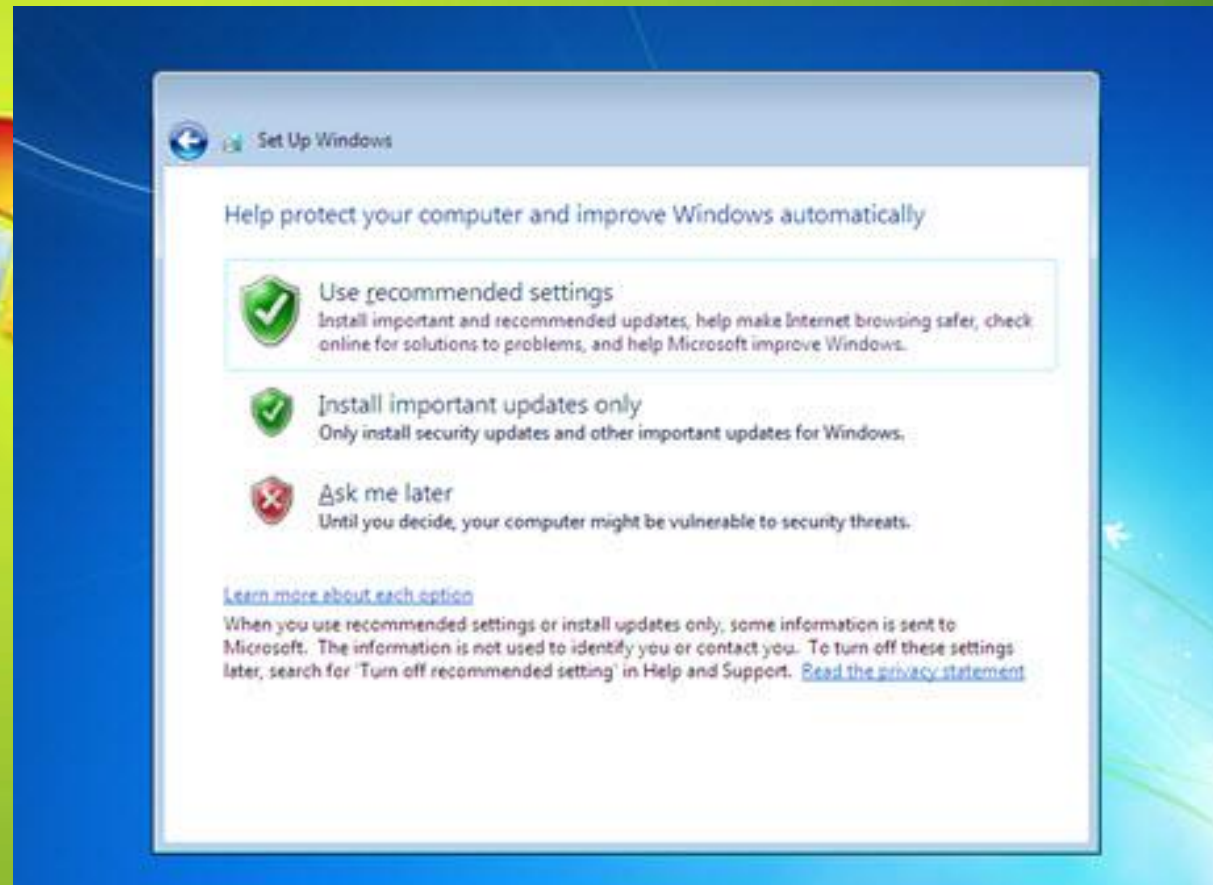 Set Up Windows
Help protect your computer and improve Windows automatically
Use recommended settings
Install important and recommended updates, help make Internet browsing safer, check
online for solutions to problems, and help Microsoft improve Windows.
Install important updates only
Only install security updates and other important updates for Windows.
Ask me later
Until you decide, your computer might be vulnerable to security threats.
Learn more about each option
When you use recommended settings or install updates only, some information is sent to
Microsoft. The information is not used to identify you or contact you. To turn off these settings
later, search for 'Turn off recommended setting' in Help and Support. Read the privacy statement